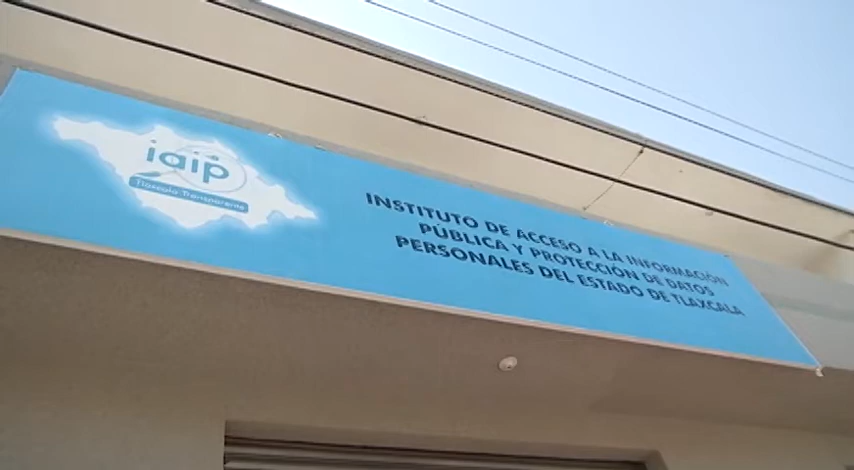 iaip
Tlaxcala Transparente
INSTITUTO DE ACCESO A LA INFORMACIÓN
PÚBLICA Y PROTECCIÓN DE DATOS
PERSONALES DEL ESTADO DE TLAXCALA